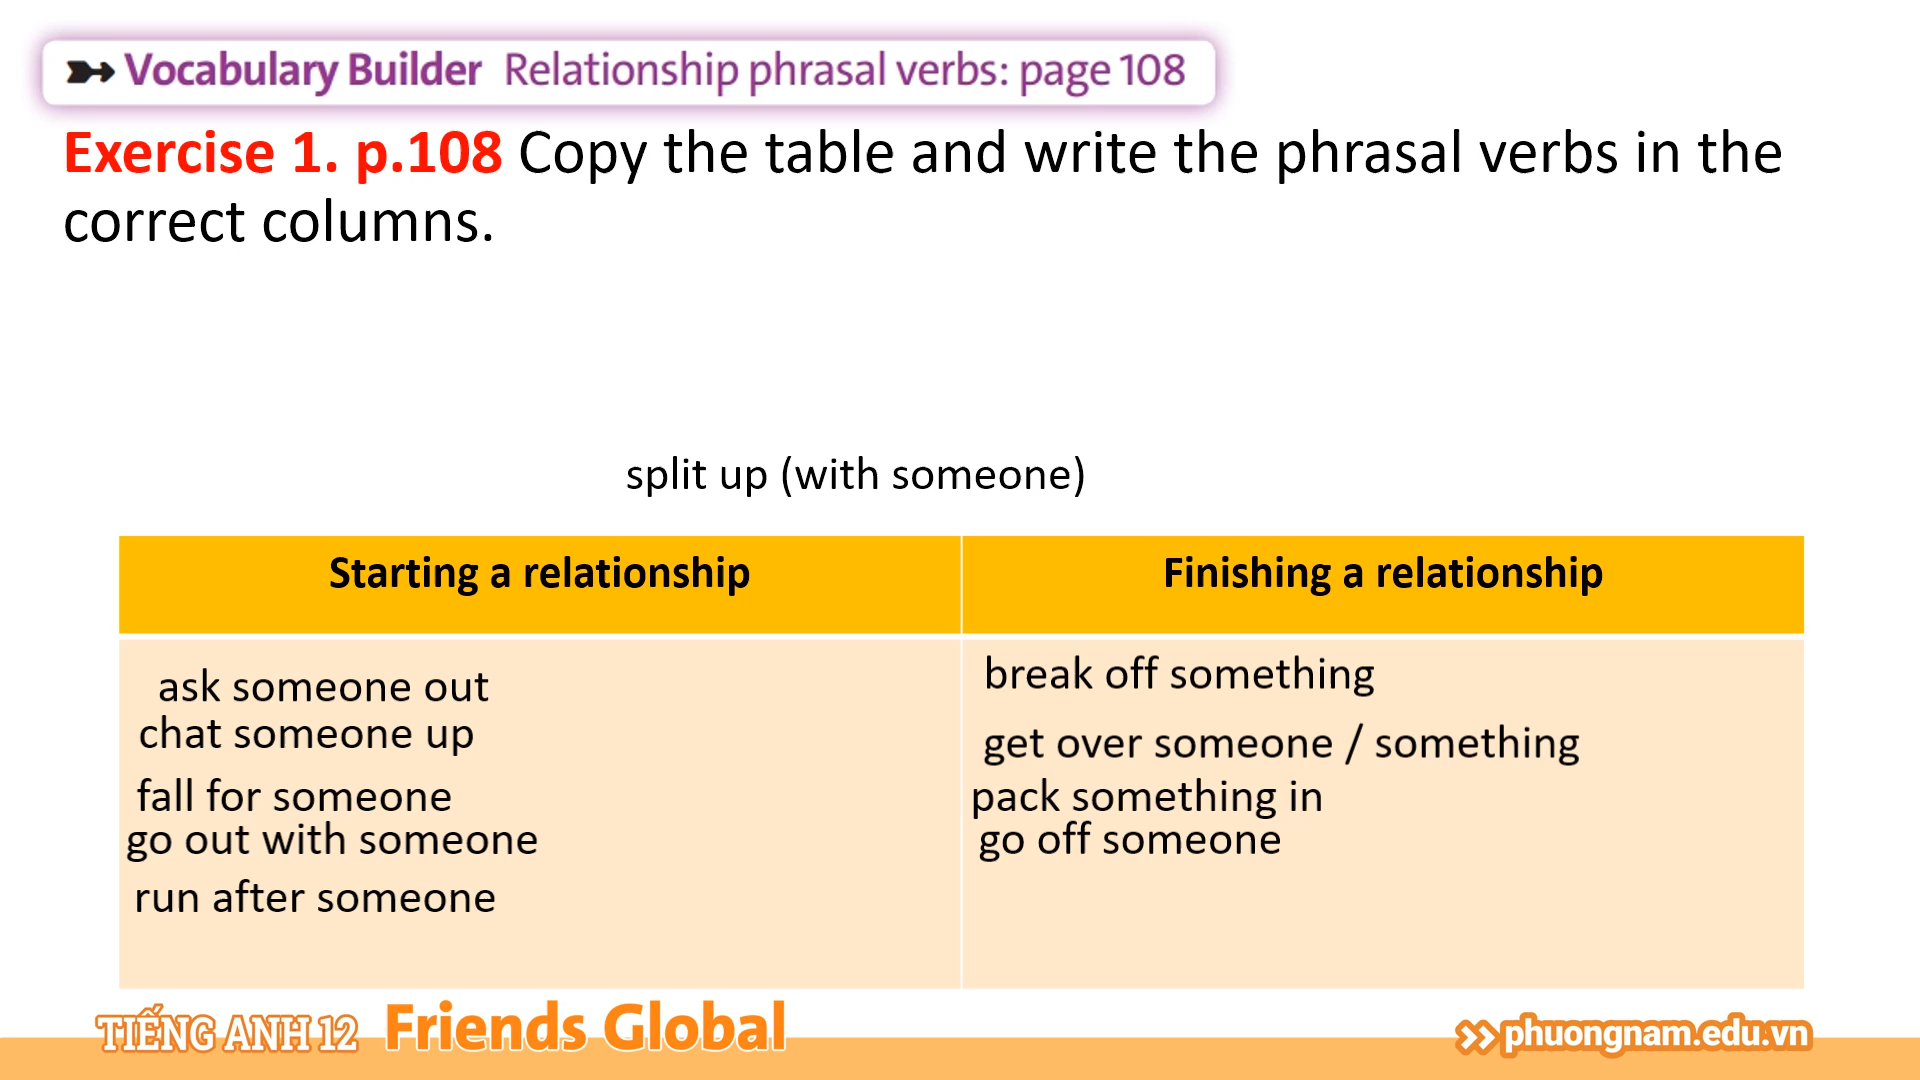 Vocabulary Builder Relationship phrasal verbs: page 108
Exercise 1. p.108 Copy the table and write the phrasal verbs in the
correct columns.
split up (with someone)
Starting a relationship
Finishing a relationship
ask someone out
chat someone up
fall for someone
go out with someone
run after someone
break off something
get over someone / something
pack something in
go off someone
TIẾNG ANH 12 Friends Global
phuongnam.edu.vn